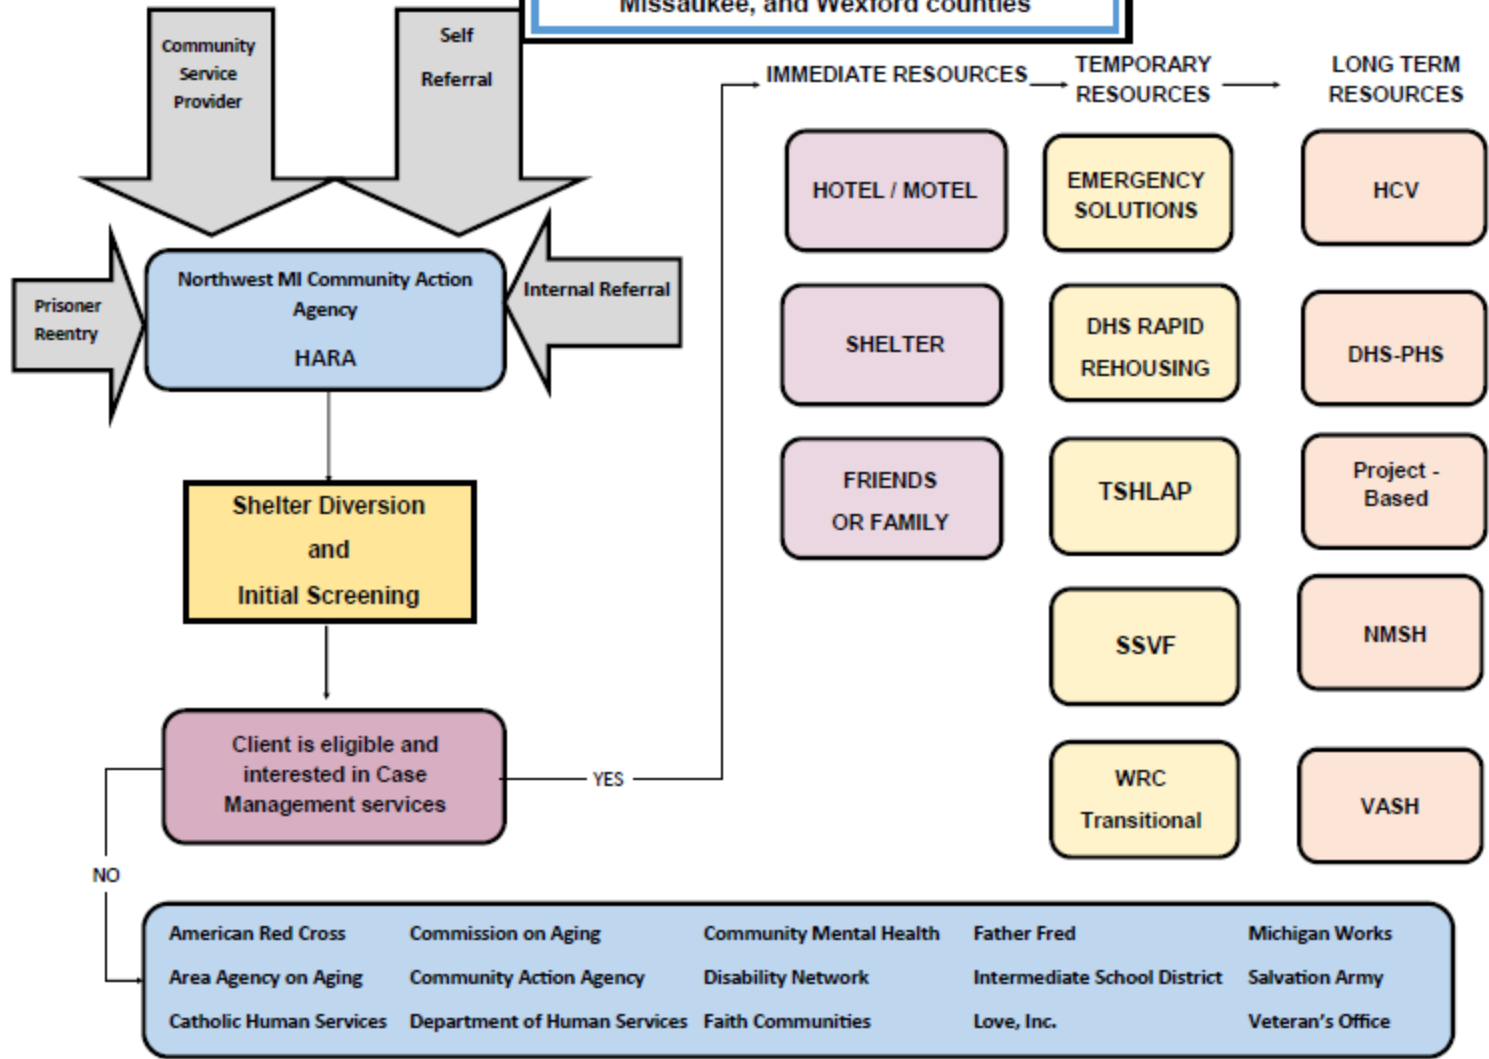 Missaukee, and Wexford counties
Community
Service
Provider
Self
Referral
Prisoner
Reentry
Internal Referral
Northwest MI Community Action
Agency
HARA
Shelter Diversion
and
Initial Screening
Client is eligible and
interested in Case
Management services
YES
NO
IMMEDIATE RESOURCES
HOTEL / MOTEL
SHELTER
FRIENDS
OR FAMILY
TEMPORARY
RESOURCES
EMERGENCY
SOLUTIONS
DHS RAPID
REHOUSING
TSHLAP
SSVF
WRC
Transitional
LONG TERM
RESOURCES
HCV
DHS-PHS
Project -
Based
NMSH
VASH
American Red Cross
Area Agency on Aging
Catholic Human Services
Commission on Aging
Community Action Agency
Department of Human Services
Community Mental Health
Disability Network
Faith Communities
Father Fred
Intermediate School District
Love, Inc.
Michigan Works
Salvation Army
Veteran's Office